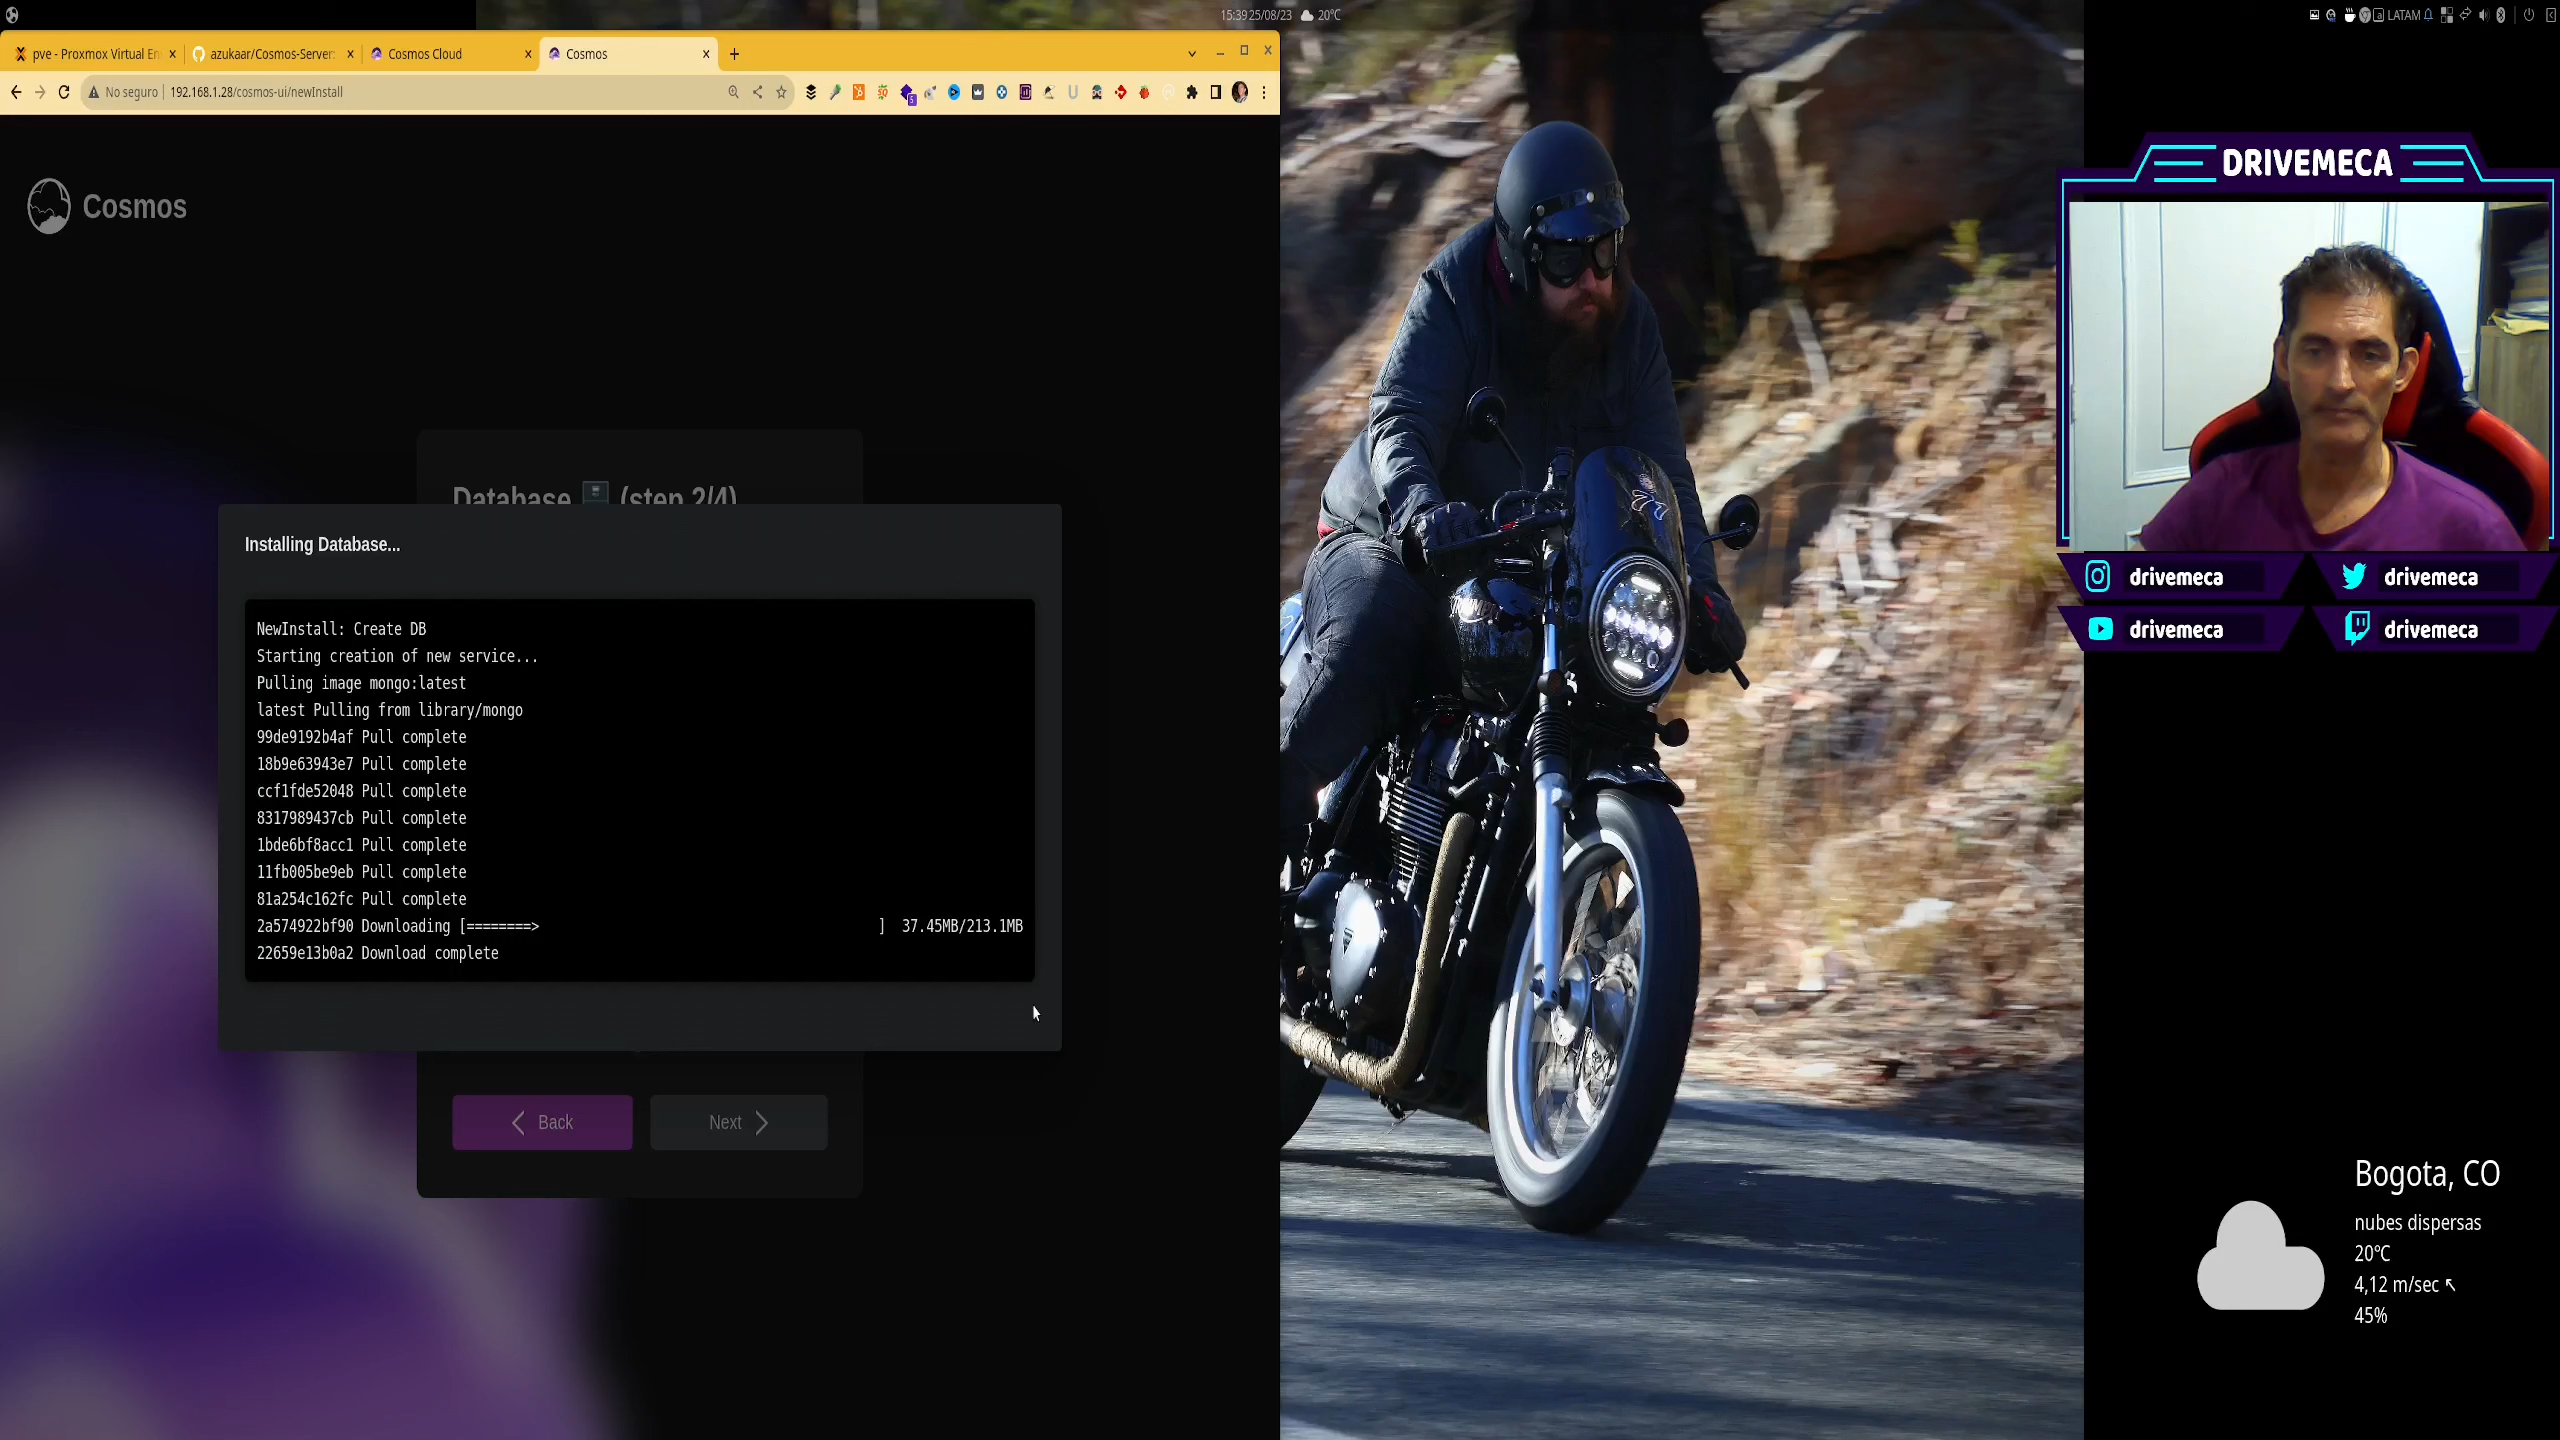 15:39 25/08/23 20°C
LATAM
pve - Proxmox Virtual En
azukaar/Cosmos-Server:
Cosmos Cloud
Cosmos
No seguro
192.168.1.28/cosmos-ui/newInstall
Cosmos
Database (step 2/4)
Installing Database...
NewInstall: Create DB
Starting creation of new service...
Pulling image mongo:latest
latest Pulling from library/mongo
99de9192b4af Pull complete
18b9e63943e7 Pull complete
ccf1fde52048 Pull complete
8317989437cb Pull complete
1bde6bf8acc1 Pull complete
11fb005be9eb Pull complete
81a254c162fc Pull complete
2a574922bf90 Downloading [========> ] 37.45MB/213.1MB
22659e13b0a2 Download complete
Back
Next
DRIVEMECA
drivemeca
drivemeca
drivemeca
drivemeca
Bogota, CO
nubes dispersas
20°C
4,12 m/sec ↖
45%